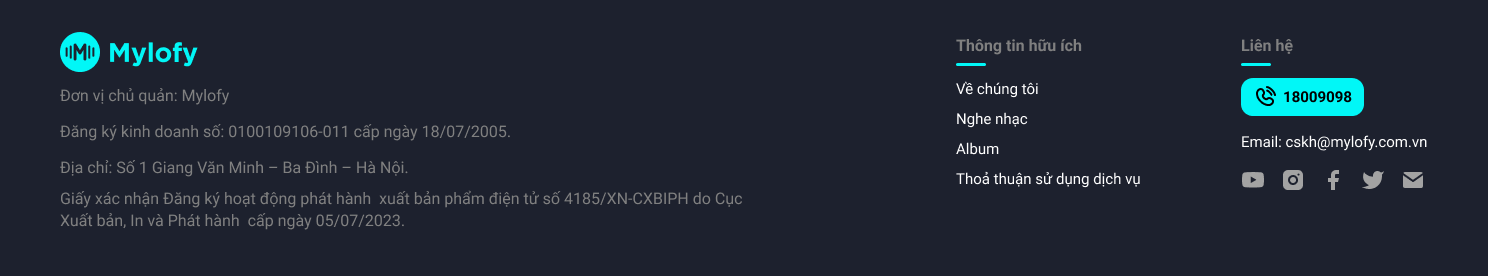 Mylofy
Đơn vị chủ quản: Mylofy
Đăng ký kinh doanh số: 0100109106-011 cấp ngày 18/07/2005.
Địa chỉ: Số 1 Giang Văn Minh – Ba Đình – Hà Nội.
Giấy xác nhận Đăng ký hoạt động phát hành  xuất bản phẩm điện tử số 4185/XN-CXBIPH do Cục
Xuất bản, In và Phát hành  cấp ngày 05/07/2023.
Thông tin hữu ích
Về chúng tôi
Nghe nhạc
Album
Thoả thuận sử dụng dịch vụ
Liên hệ
18009098
Email: cskh@mylofy.com.vn